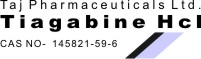 Taj Pharmaceuticals Ltd.
Tiagabine Hcl
CAS NO- 145821-59-6